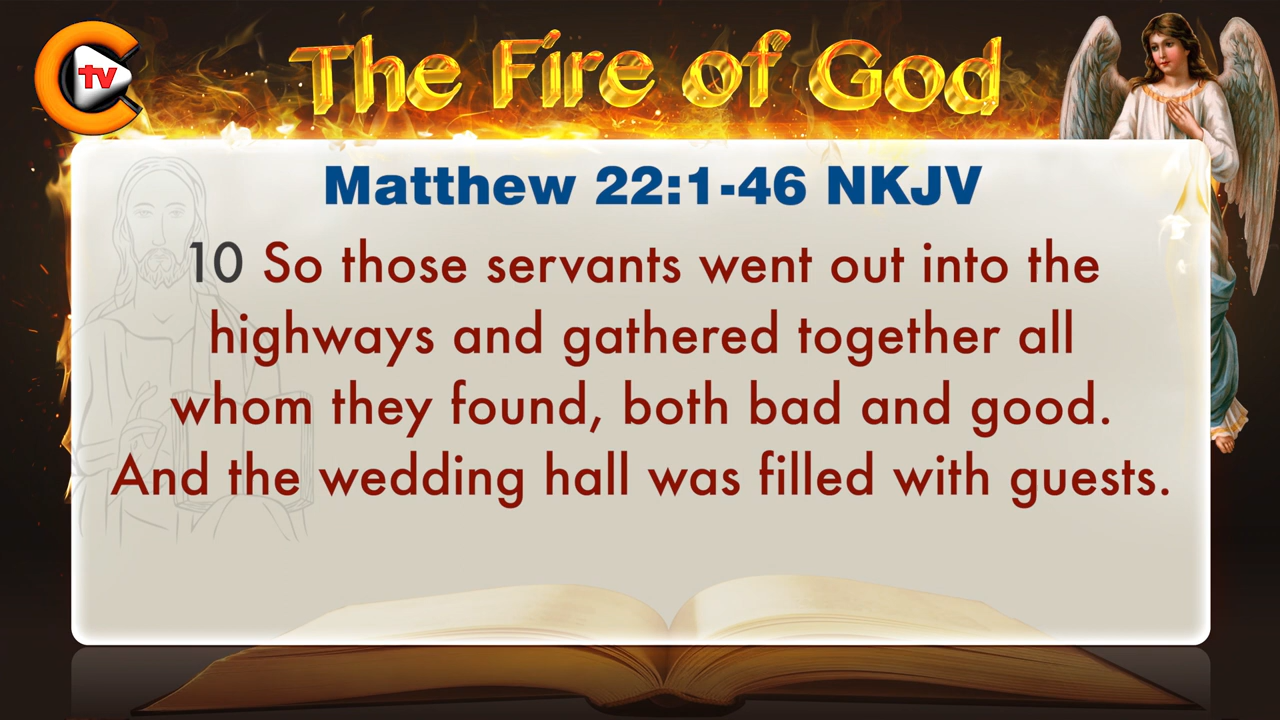 tv
The Fire of God
Matthew 22:1-46 NKJV
10 So those servants went out into the
highways and gathered together all
whom they found, both bad and good.
And the wedding hall was filled with guests.